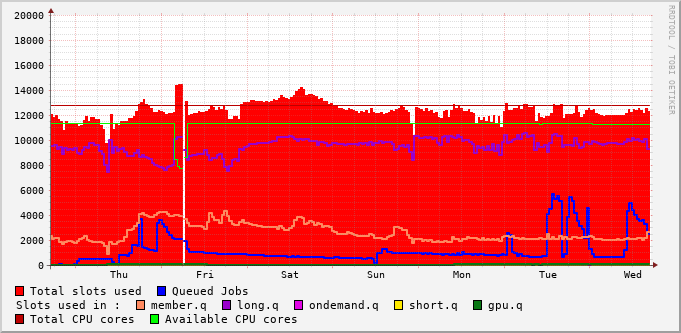 20000
18000
16000
14000
12000
10000
8000
6000
4000
2000
0
Thu Fri Sat Sun Mon Tue Wed
Total slots used Queued Jobs
Slots used in : member.q long.q ondemand.q short.q gpu.q
Total CPU cores Available CPU cores
RRDTOOL / TOBI OETIKER